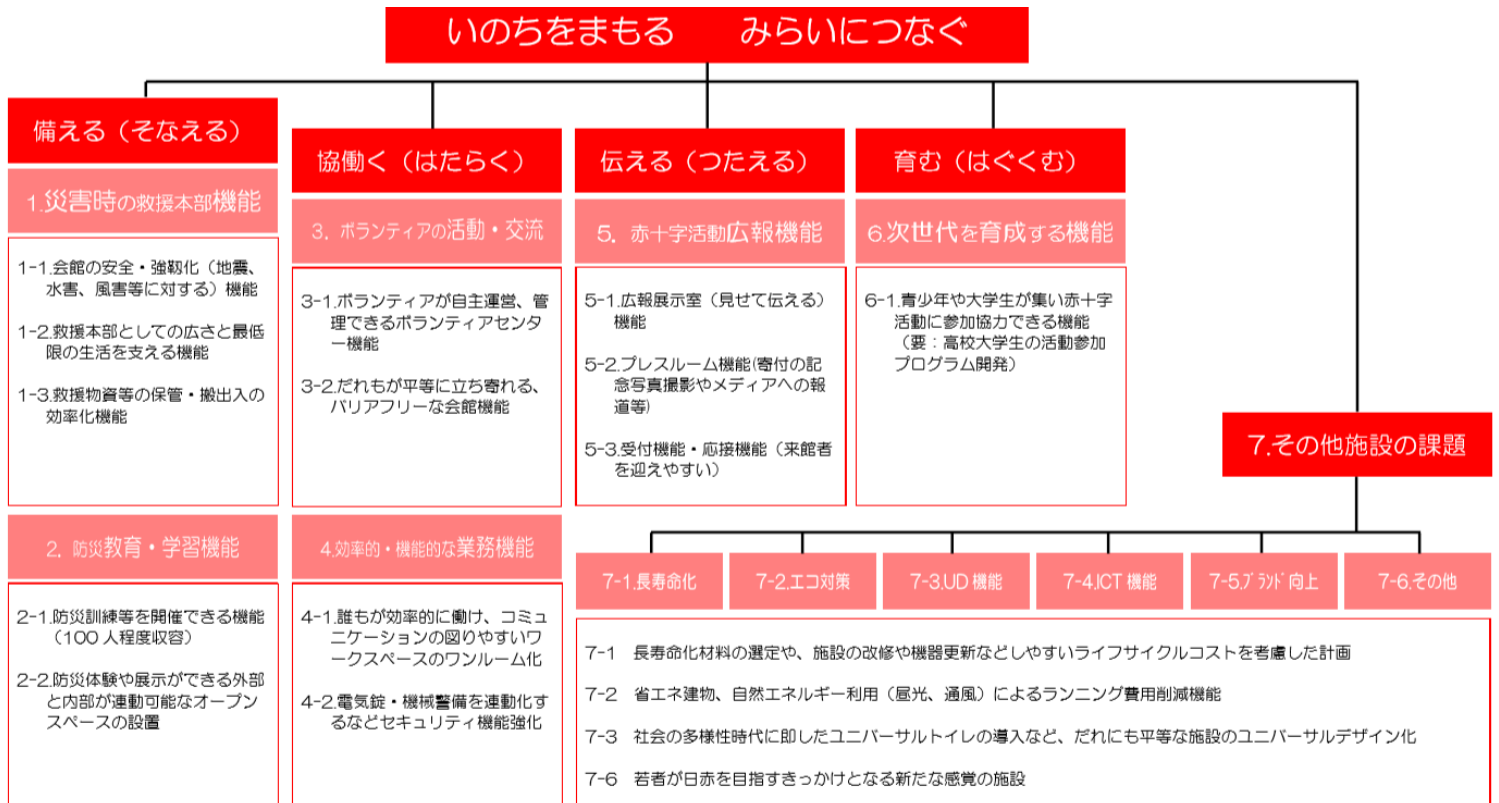 いのちをまもる　みらいにつなぐ
備える（そなえる）
1.災害時の救援本部機能
1-1.会館の安全・強靱化（地震、
水害、風害等に対する）機能
1-2.救援本部としての広さと最低
限の生活を支える機能
1-3.救援物資等の保管・搬出入の
効率化機能
2. 防災教育・学習機能
2-1.防災訓練等を開催できる機能
（100人程度収容）
2-2.防災体験や展示ができる外部
と内部が連動可能なオープン
スペースの設置
協働く（はたらく）
3. ボランティアの活動・交流
3-1.ボランティアが自主運営、管
理できるボランティアセンタ
ー機能
3-2.だれもが平等に立ち寄れる、
バリアフリーな会館機能
4.効率的・機能的な業務機能
4-1.誰もが効率的に働け、コミュ
ニケーションの図りやすいワ
ークスペースのワンルーム化
4-2.電気錠・機械警備を連動化す
るなどセキュリティ機能強化
伝える（つたえる）
5. 赤十字活動広報機能
5-1.広報展示室（見せて伝える）
機能
5-2.プレスルーム機能(寄付の記
念写真撮影やメディアへの報
道等)
5-3.受付機能・応接機能（来館者
を迎えやすい）
育む（はぐくむ）
6.次世代を育成する機能
6-1.青少年や大学生が集い赤十字
活動に参加協力できる機能
（要：高校大学生の活動参加
プログラム開発）
7.その他施設の課題
7-1.長寿命化
7-2.エコ対策
7-3.UD機能
7-4.ICT機能
7-5.ﾌﾞﾗﾝﾄﾞ向上
7-6.その他
7-1　長寿命化材料の選定や、施設の改修や機器更新などしやすいライフサイクルコストを考慮した計画
7-2　省エネ建物、自然エネルギー利用（昼光、通風）によるランニング費用削減機能
7-3　社会の多様性時代に即したユニバーサルトイレの導入など、だれにも平等な施設のユニバーサルデザイン化
7-6　若者が日赤を目指すきっかけとなる新たな感覚の施設